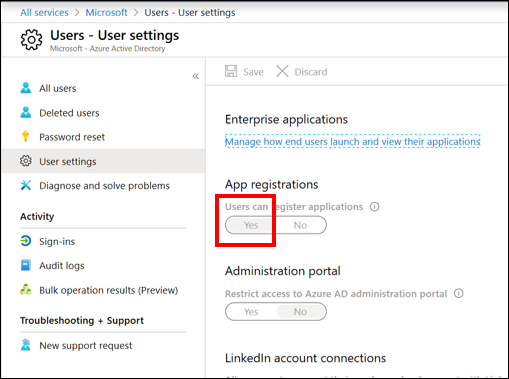 All services > Microsoft > Users - User settings
Users - User settings
Microsoft - Azure Active Directory
«
All users
Deleted users
Password reset
User settings
Diagnose and solve problems
Activity
Sign-ins
Audit logs
Bulk operation results (Preview)
Troubleshooting + Support
New support request
Save Discard
Enterprise applications
Manage how end users launch and view their applications
App registrations
Users can register applications
Yes No
Administration portal
Restrict access to Azure AD administration portal
Yes No
LinkedIn account connections